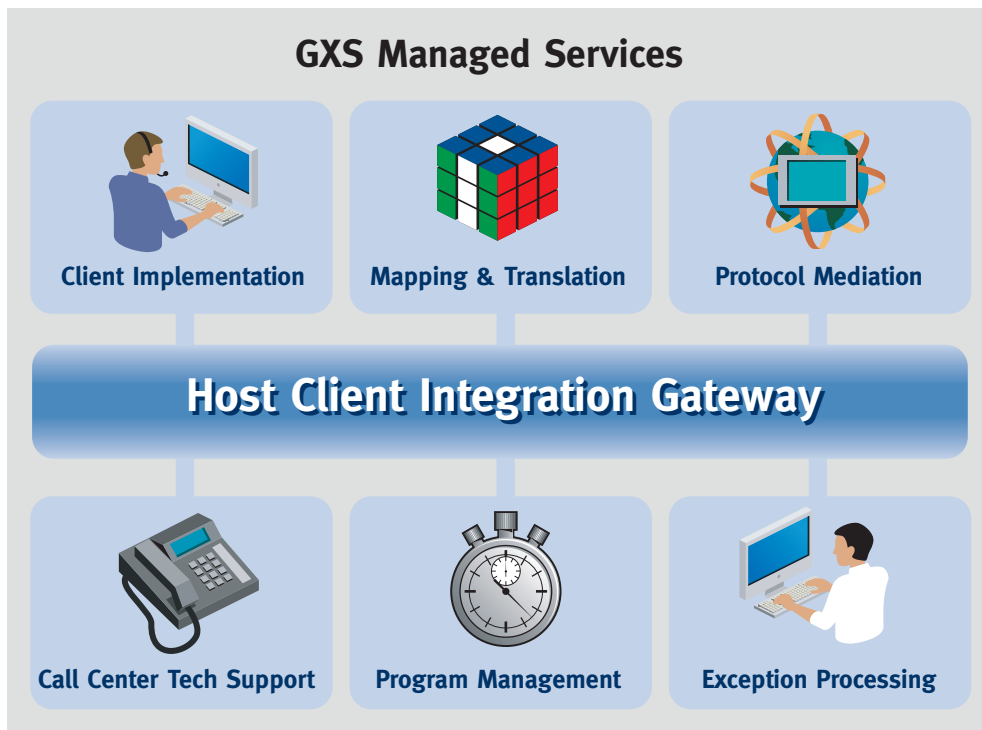 GXS Managed Services
Client Implementation
Mapping & Translation
Protocol Mediation
Host Client Integration Gateway
Call Center Tech Support
Program Management
Exception Processing